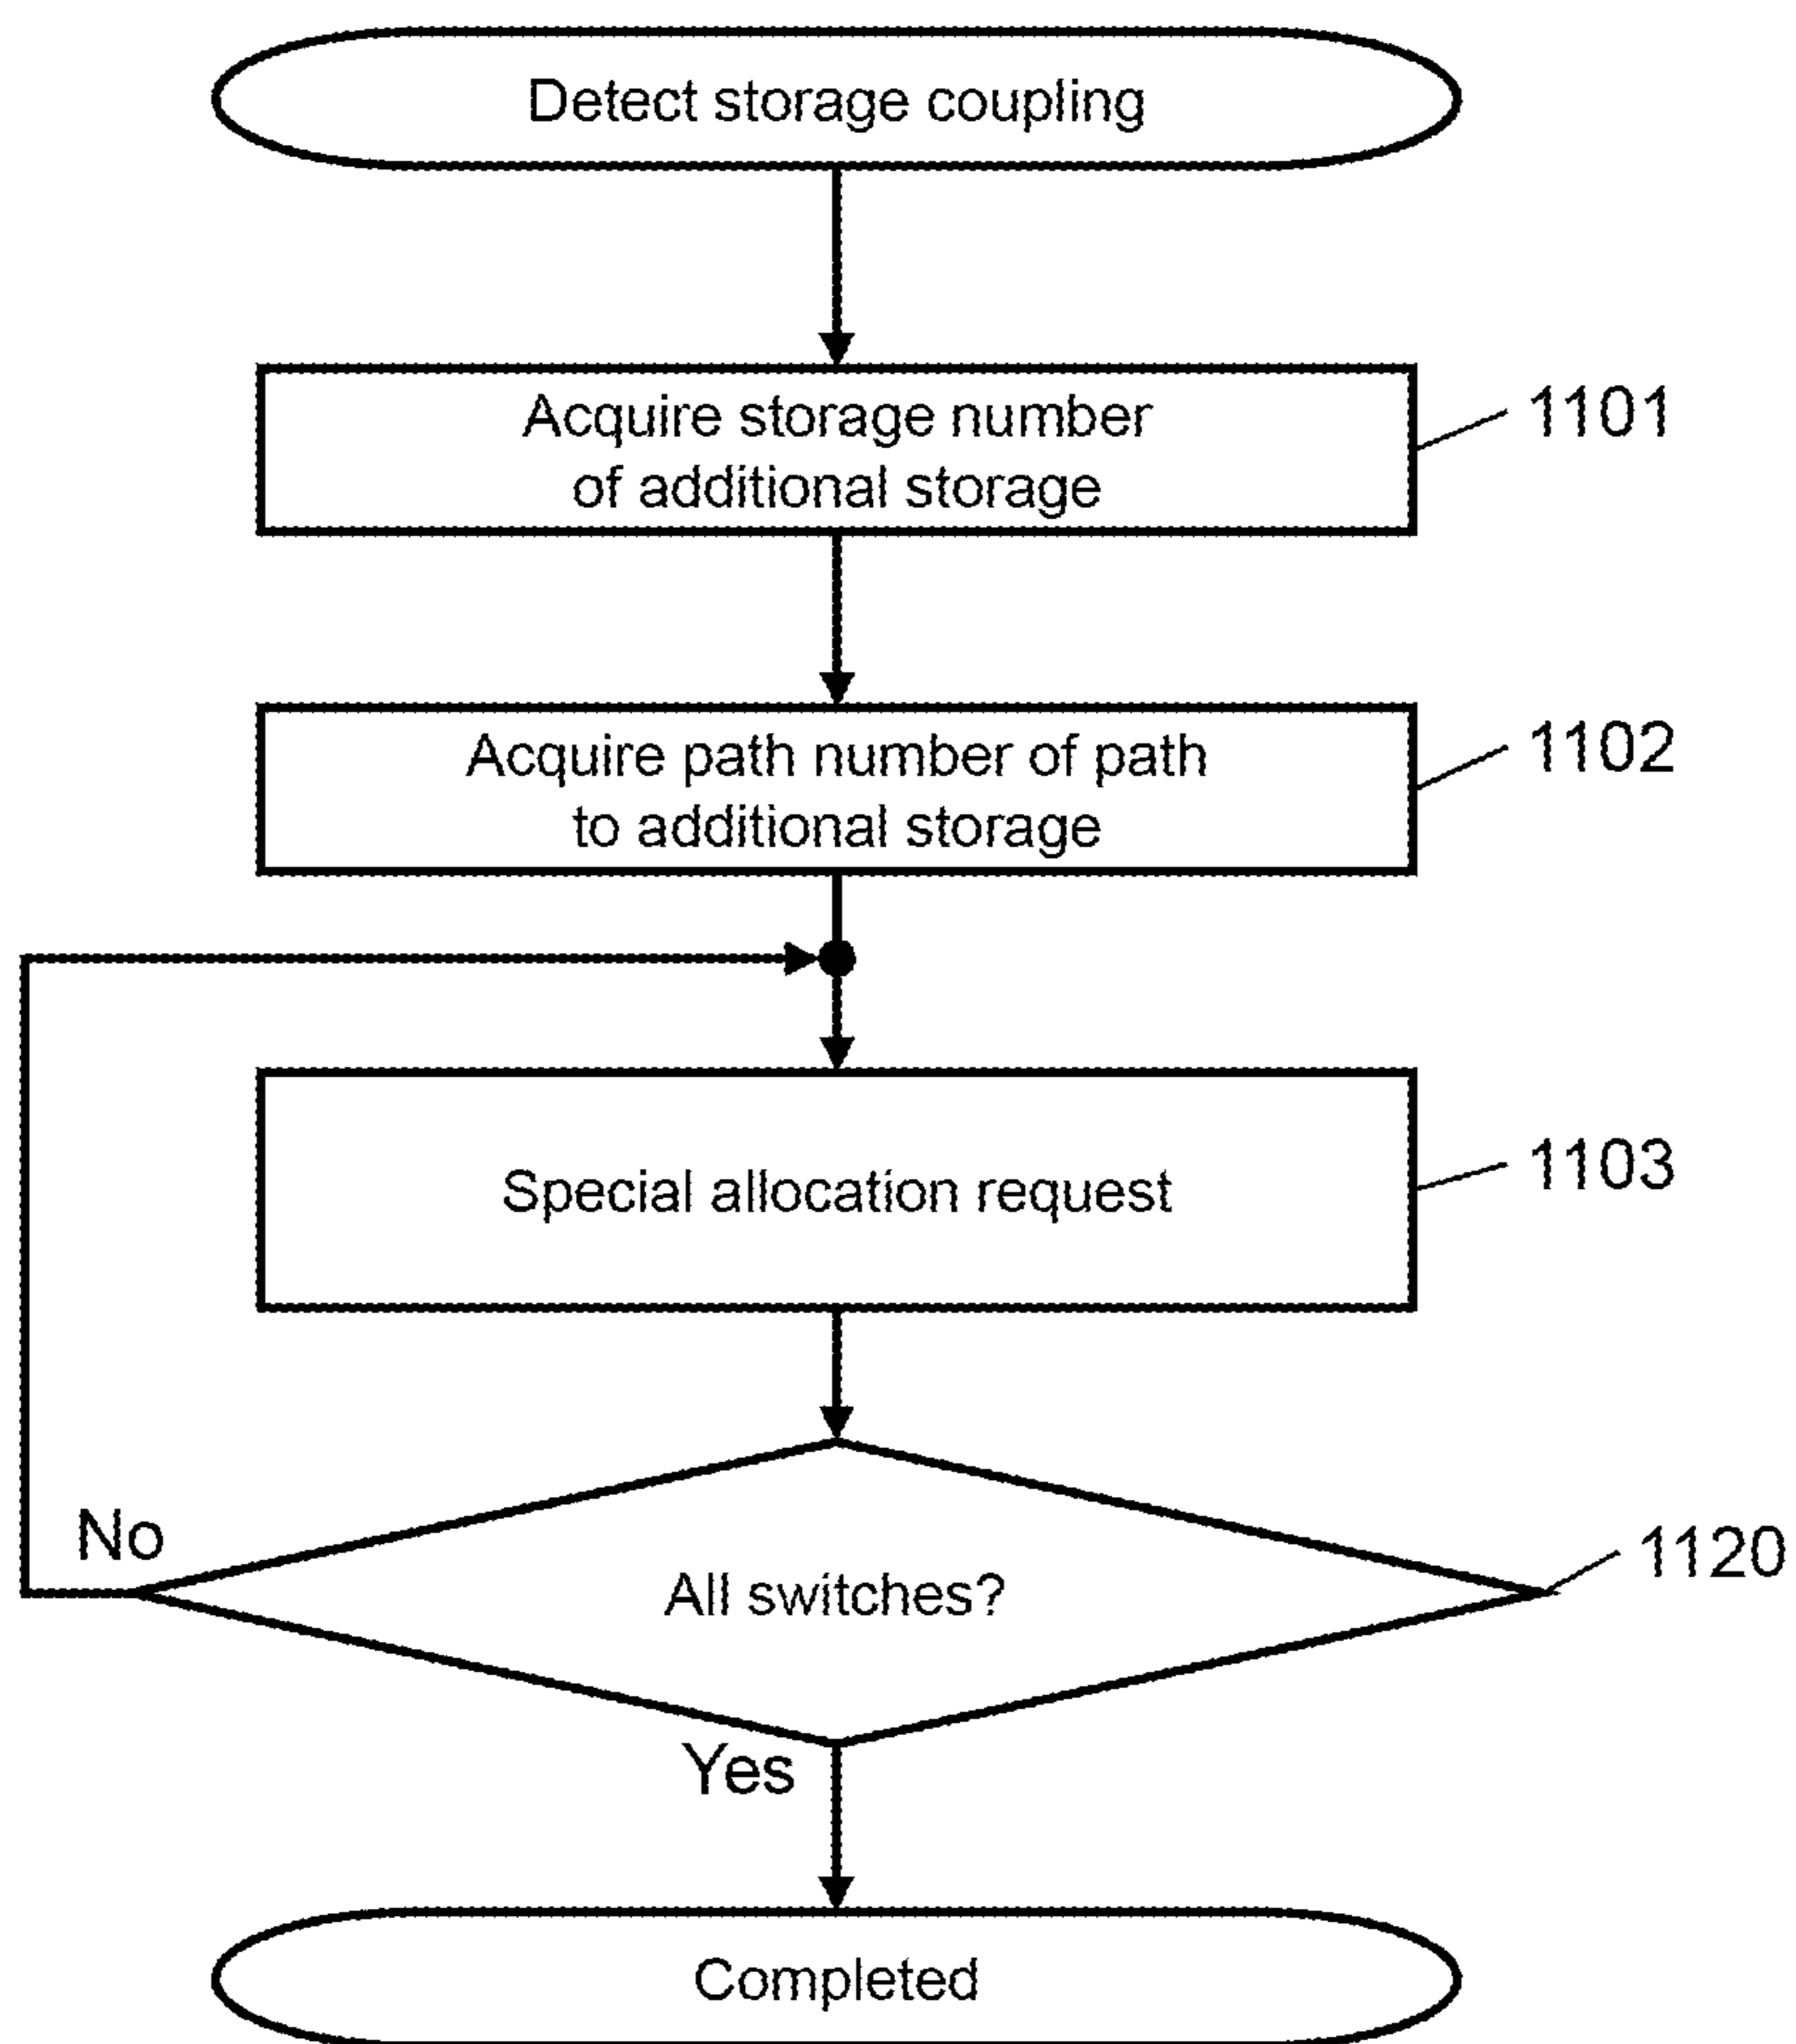 Detect storage coupling
Acquire storage number
of additional storage
1101
Acquire path number of path
to additional storage
1102
Special allocation request
1103
No
All switches?
1120
Yes
Completed